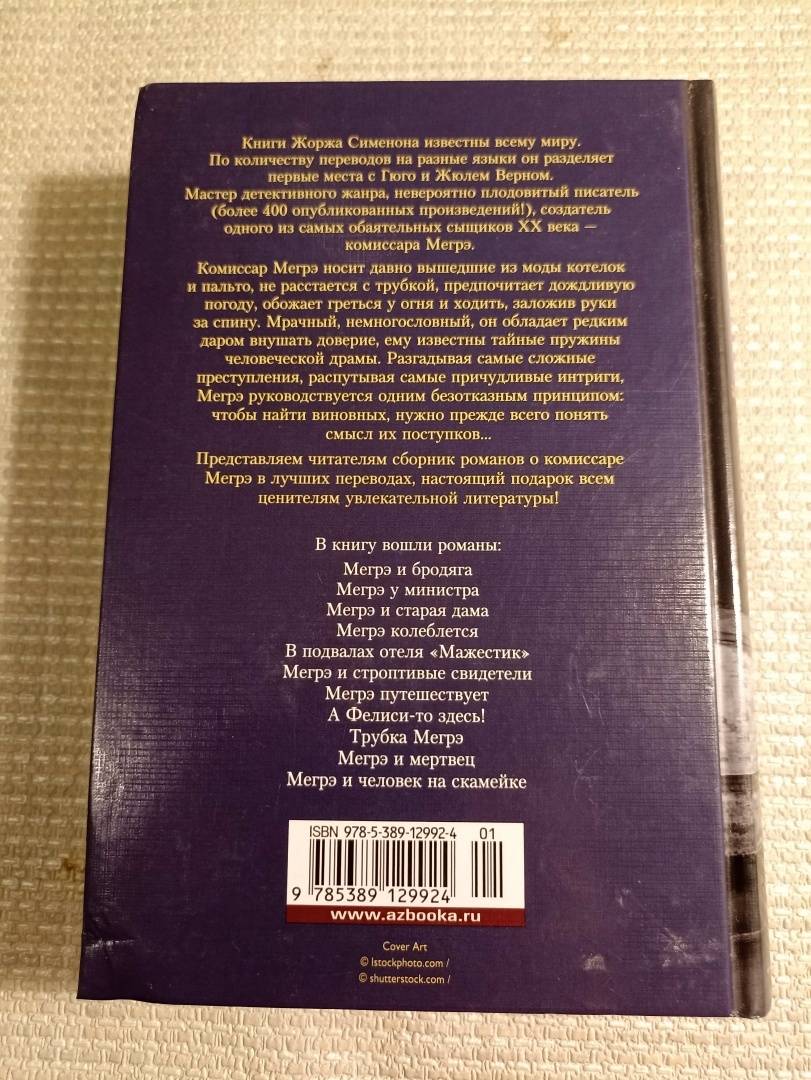 Книги Жоржа Сименона известны всему миру.
По количеству переводов на разные языки он разделяет
первые места с Гюго и Жюлем Верном.
Мастер детективного жанра, невероятно плодовитый писатель
(более 400 опубликованных произведений!), создатель
одного из самых обаятельных сыщиков XX века —
комиссара Мегрэ.
Комиссар Мегрэ носит давно вышедшие из моды котелок
и пальто, не расстается с трубкой, предпочитает дождливую
погоду, обожает греться у огня и ходить, заложив руки
за спину. Мрачный, немногословный, он обладает редким
даром внушать доверие, ему известны тайные пружины
человеческой драмы. Разгадывая самые сложные
преступления, распутывая самые причудливые интриги,
Мегрэ руководствуется одним безотказным принципом:
чтобы найти виновных, нужно прежде всего понять
смысл их поступков...
Представляем читателям сборник романов о комиссаре
Мегрэ в лучших переводах, настоящий подарок всем
ценителям увлекательной литературы!
В книгу вошли романы:
Мегрэ и бродяга
Мегрэ у министра
Мегрэ и старая дама
Мегрэ колеблется
В подвалах отеля «Мажестик»
Мегрэ и строптивые свидетели
Мегрэ путешествует
А Фелиси-то здесь!
Трубка Мегрэ
Мегрэ и мертвец
Мегрэ и человек на скамейке
ISBN 978-5-389-12992-4 01
9 785389 129924
www.azbooka.ru
Cover Art
© Istockphoto.com /
© shutterstock.com /